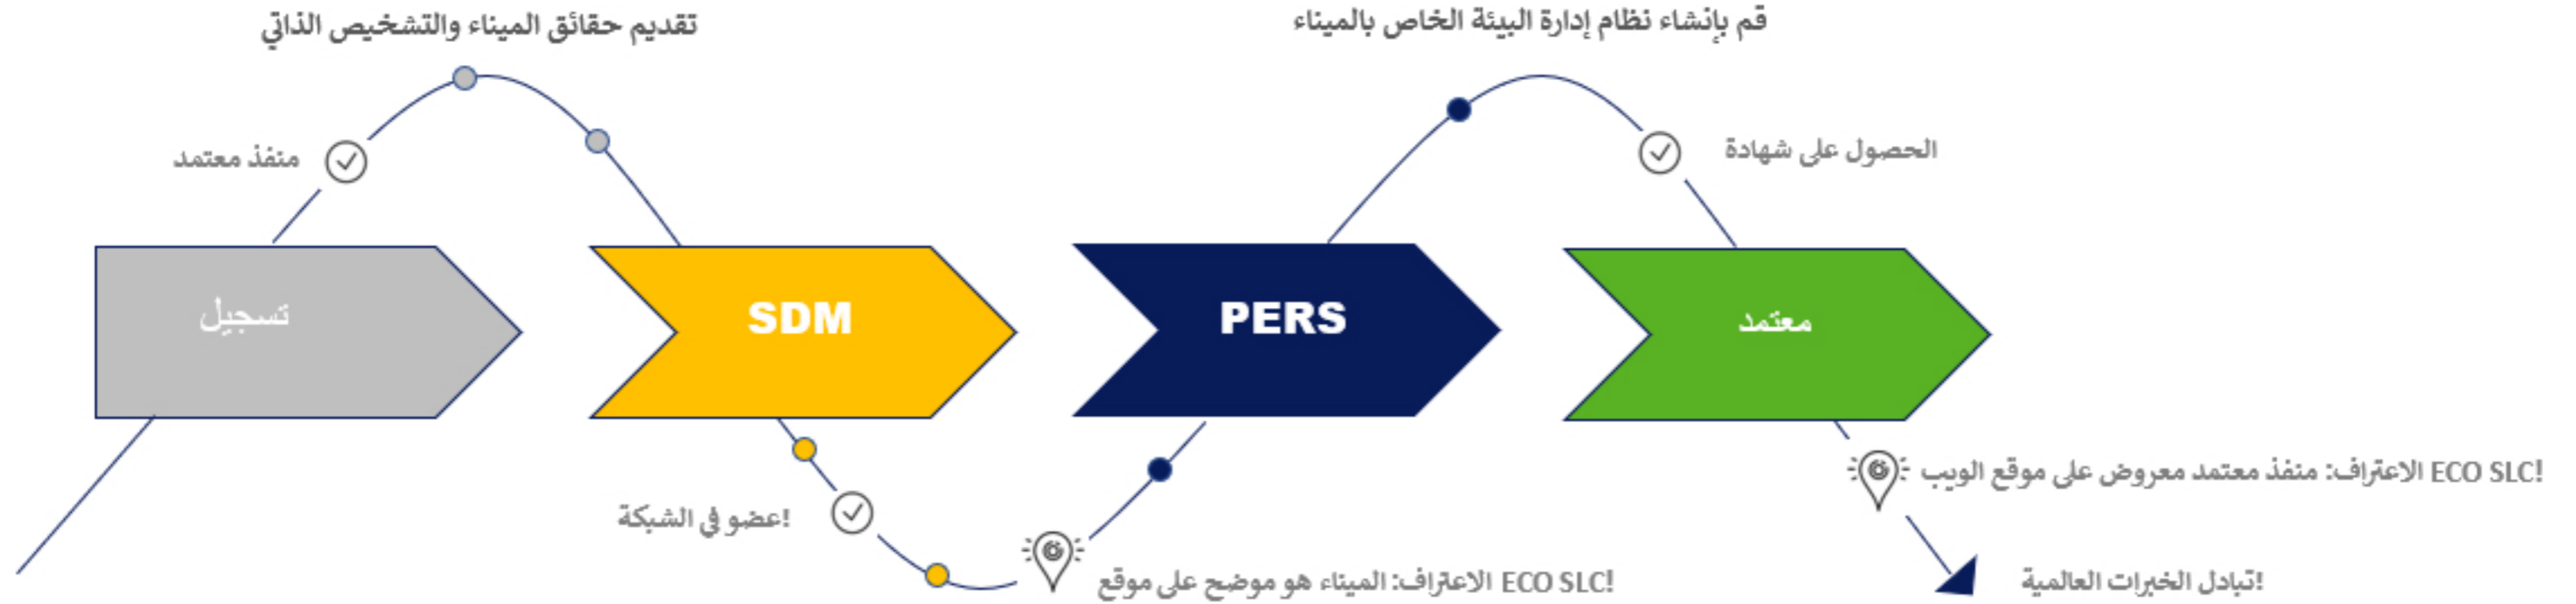 تقديم حقائق الميناء والتشخيص الذاتي
قم بإنشاء نظام إدارة البيئة الخاص بالميناء
منفذ معتمد
الحصول على شهادة
تسجيل
SDM
PERS
معتمد
عضو في الشبكة!
الاعتراف: الميناء هو موضح على موقع ECO SLC!
الاعتراف: منفذ معتمد معروض على موقع الويب ECO SLC!
تبادل الخبرات العالمية!